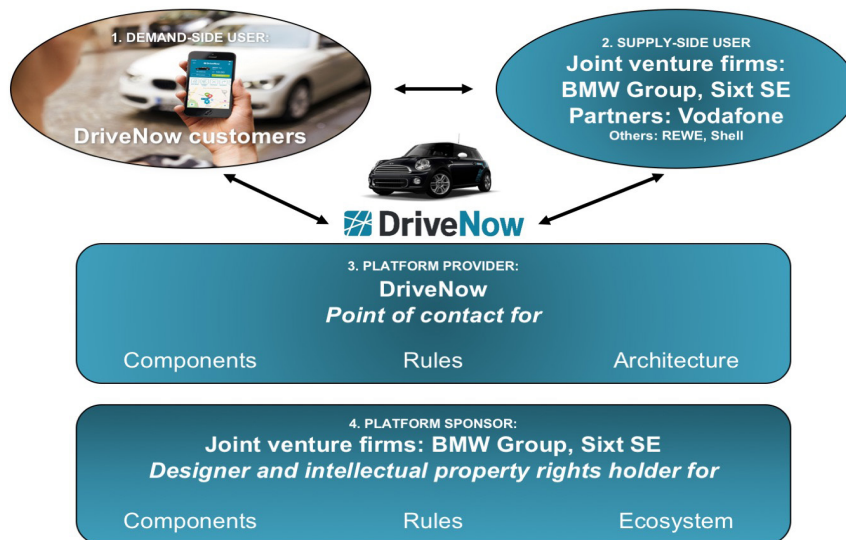 1. DEMAND-SIDE USER:
DriveNow customers
2. SUPPLY-SIDE USER
Joint venture firms:
BMW Group, Sixt SE
Partners: Vodafone
Others: REWE, Shell
DriveNow
3. PLATFORM PROVIDER:
DriveNow
Point of contact for
Components Rules Architecture
4. PLATFORM SPONSOR:
Joint venture firms: BMW Group, Sixt SE
Designer and intellectual property rights holder for
Components Rules Ecosystem